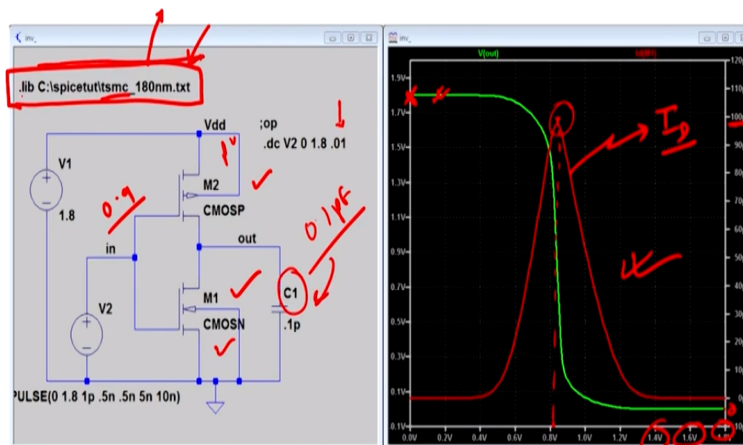 inv_
.lib C:\spicetut\tsmc_180nm.txt
Vdd
;op
.dc V2 0 1.8 .01
V1
1.8
M2
CMOSP
0.9
0.1pf
in
out
V2
M1
CMOSN
C1
.1p
PULSE(0 1.8 1p .5n .5n 5n 10n)
inv_
V(out)
1.9V
1.7V
1.5V
1.3V
1.1V
0.9V
0.7V
0.5V
0.3V
0.1V
0.1V
I_D
0.0V 0.2V 0.4V 0.6V 0.8V 1.0V 1.2V 1.4V